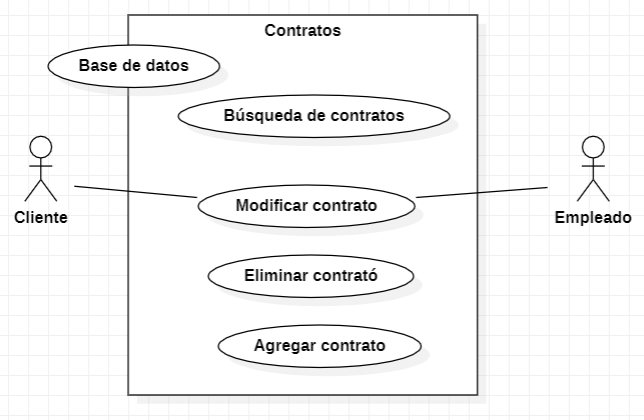 Contratos
Base de datos
Búsqueda de contratos
Modificar contrato
Cliente
Empleado
Eliminar contrató
Agregar contrato